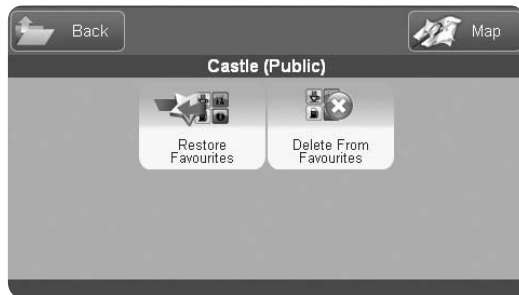 Back
Map
Castle (Public)
Restore
Favourites
Delete From
Favourites